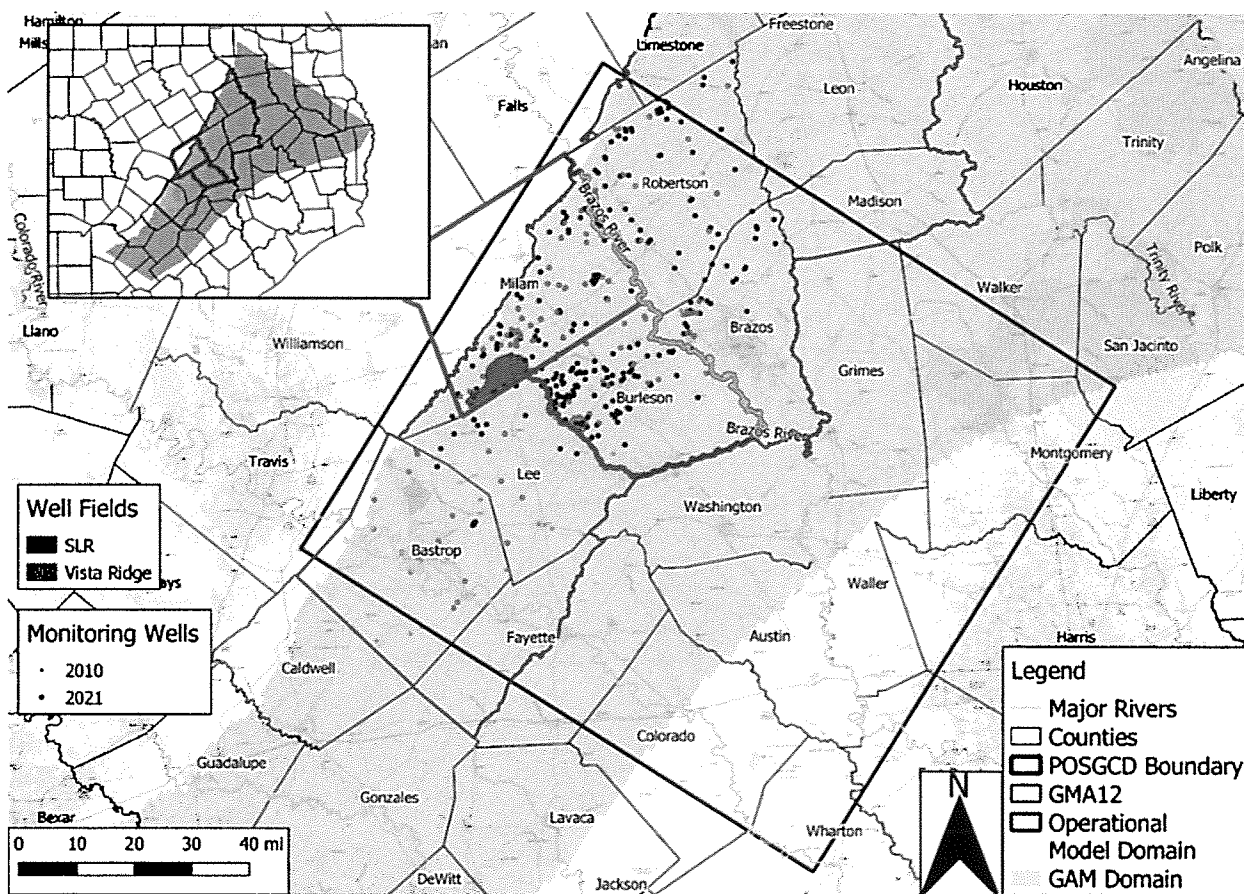 Hamilton
Mills
an
Limestone
Freestone
Angelina
Falls
Leon
Houston
Trinity
Robertson
Madison
Brazos River
Colorado River
Trinity River
Polk
Milam
Walker
Llano
Williamson
Brazos
San Jacinto
Grimes
Burleson
Brazos River
Travis
Lee
Montgomery
Washington
Liberty
Well Fields
SLR
Vista Ridge
ays
Bastrop
Waller
Monitoring Wells
2010
2021
Fayette
Austin
Harris
Caldwell
Legend
Major Rivers
Counties
POSGCD Boundary
GMA12
Operational
Model Domain
GAM Domain
Colorado
Guadalupe
Gonzales
N
Bexar
Lavaca
Wharton
0 10 20 30 40 mi
DeWitt
Jackson